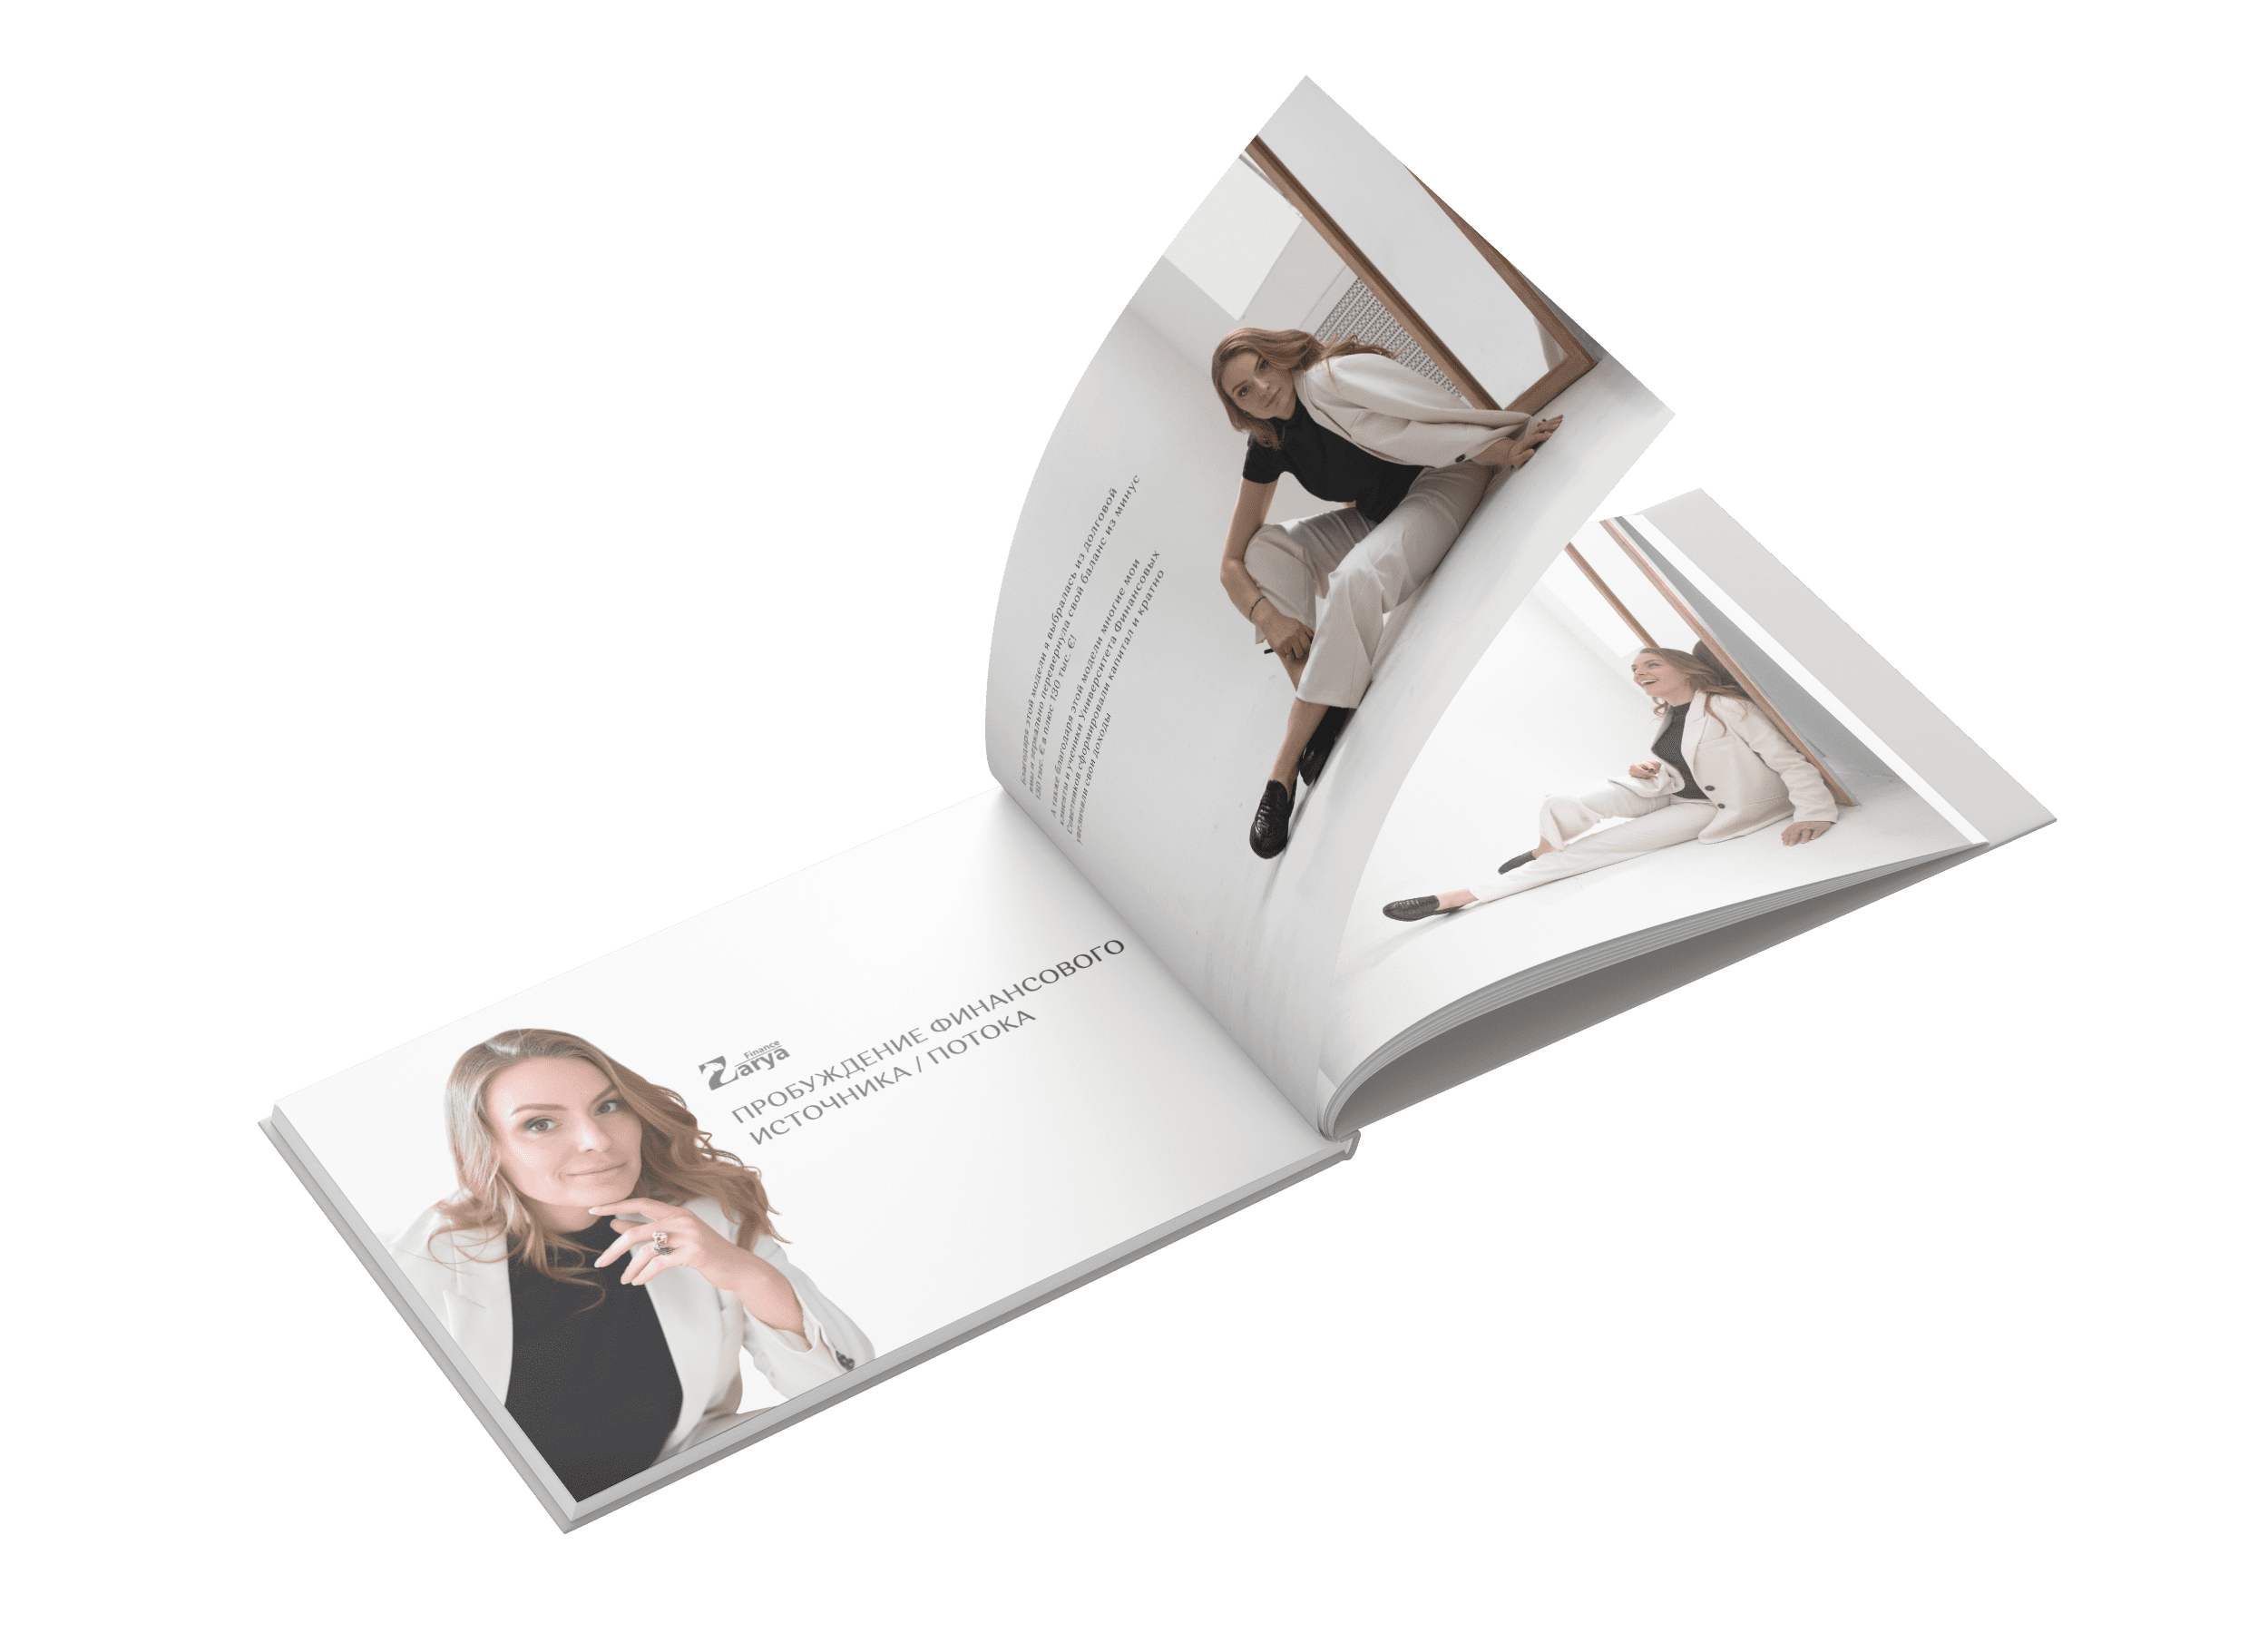 Finance
Zarya
ПРОБУЖДЕНИЕ ФИНАНСОВОГО
ИСТОЧНИКА / ПОТОКА
Благодаря этой модели я выбралась из долговой
ямы и зеркально перевернула свой баланс из минус
130 тыс. € в плюс 130 тыс. €!
А также благодаря этой модели многие мои
клиенты и ученики Университета Финансовых
Советников сформировали капитал и кратно
увеличили свои доходы